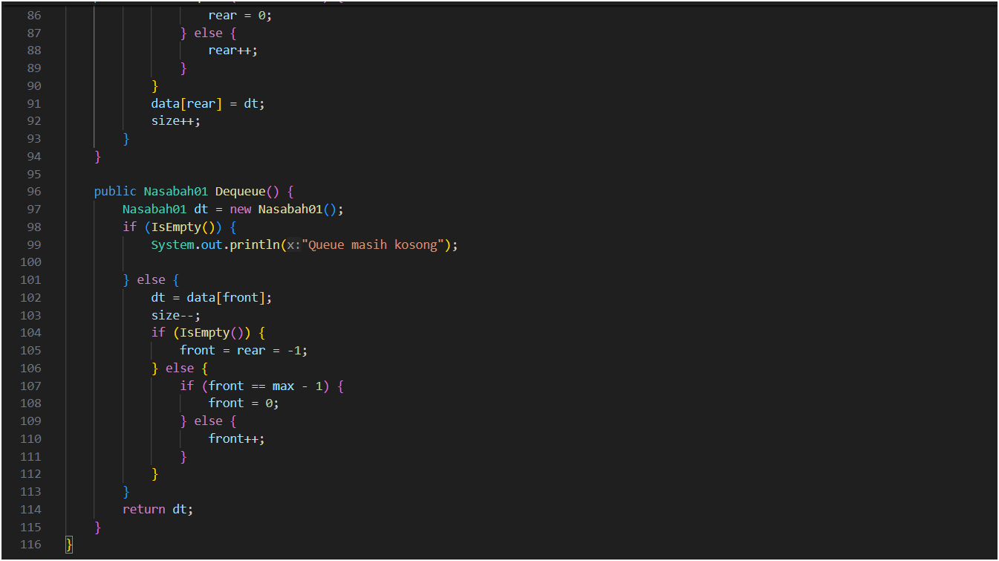 86                     rear = 0;
87                 } else {
88                     rear++;
89                 }
90             }
91             data[rear] = dt;
92             size++;
93         }
94     }
95
96     public Nasabah01 Dequeue() {
97         Nasabah01 dt = new Nasabah01();
98         if (IsEmpty()) {
99             System.out.println(x:"Queue masih kosong");
100
101         } else {
102             dt = data[front];
103             size--;
104             if (IsEmpty()) {
105                 front = rear = -1;
106             } else {
107                 if (front == max - 1) {
108                     front = 0;
109                 } else {
110                     front++;
111                 }
112             }
113         }
114         return dt;
115     }
116 }